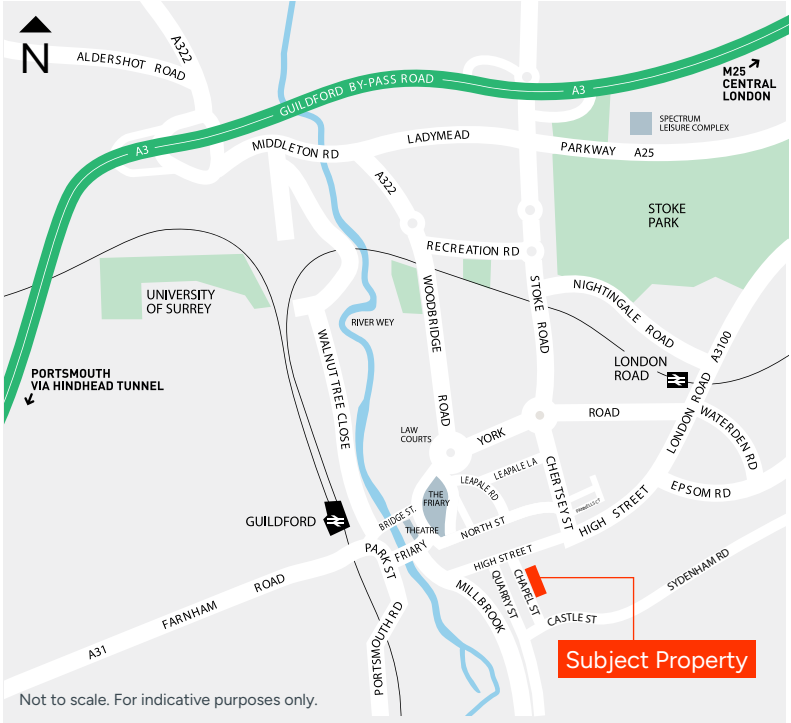 N
A322
ALDERSHOT ROAD
GUILDFORD BY-PASS ROAD
A3
A3
M25
CENTRAL
LONDON
SPECTRUM
LEISURE COMPLEX
MIDDLETON RD
LADYMEAD
PARKWAY A25
A322
STOKE
PARK
RECREATION RD
UNIVERSITY
OF SURREY
WOODBRIDGE
ROAD
STOKE ROAD
NIGHTINGALE ROAD
RIVER WEY
WALNUT TREE CLOSE
PORTSMOUTH
VIA HINDHEAD TUNNEL
LONDON
ROAD
LONDON ROAD A3100
YORK
ROAD
WATERDEN RD
LAW
COURTS
LEAPALE LA
LEAPALE RD
CHERTSEY ST
EPSOM RD
THE
FRIARY
BRIDGE ST.
THEATRE
NORTH ST
HIGH STREET
GUILDFORD
PARK ST
FRIARY
HIGH STREET
QUARRY ST
CHAPEL ST
SYDENHAM RD
MILLBROOK
CASTLE ST
A31 FARNHAM ROAD
PORTSMOUTH RD
Subject Property
Not to scale. For indicative purposes only.